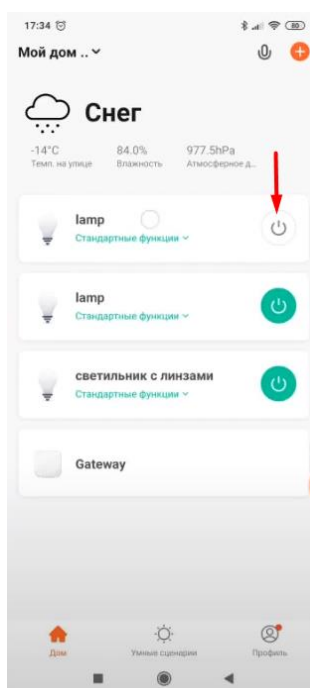 17:34 80
Мой дом ..
Снег
-14°C 84.0% 977.5hPa
Темп. на улице Влажность Атмосферное д...
lamp
Стандартные функции
lamp
Стандартные функции
светильник с линзами
Стандартные функции
Gateway
Дом Умные сценарии Профиль